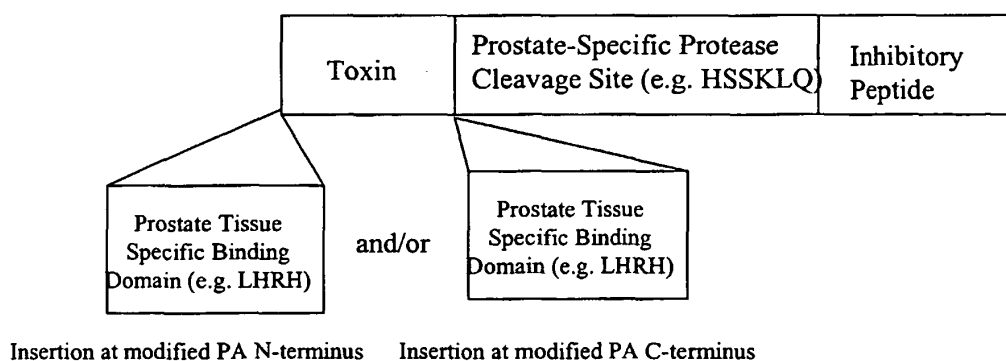 Toxin
Prostate-Specific Protease
Cleavage Site (e.g. HSSKLQ)
Inhibitory
Peptide
Prostate Tissue
Specific Binding
Domain (e.g. LHRH)
and/or
Prostate Tissue
Specific Binding
Domain (e.g. LHRH)
Insertion at modified PA N-terminus
Insertion at modified PA C-terminus